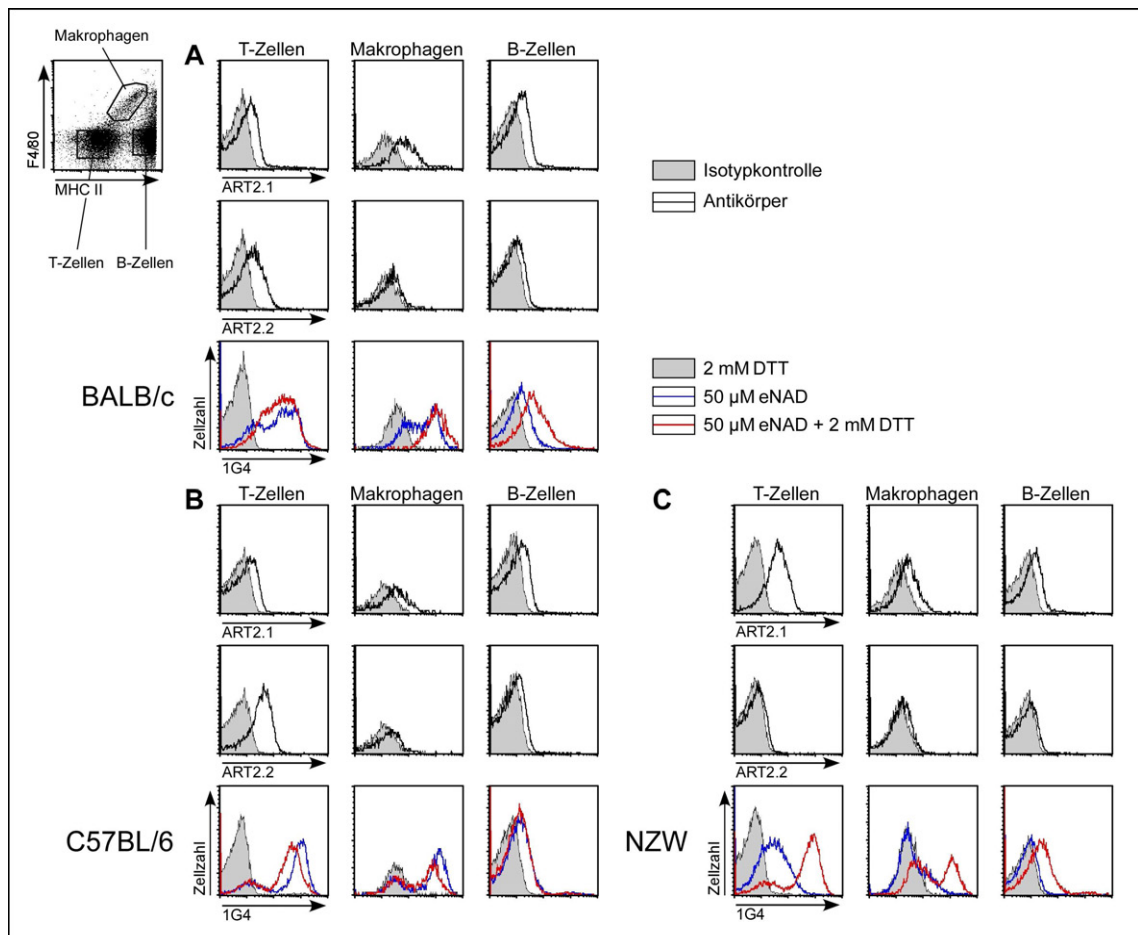 Makrophagen
F4/80
MHC II
T-Zellen B-Zellen
A
T-Zellen Makrophagen B-Zellen
ART2.1
ART2.2
BALB/c
Zellzahl
1G4
Isotypkontrolle
Antikörper
2 mM DTT
50 µM eNAD
50 µM eNAD + 2 mM DTT
B
T-Zellen Makrophagen B-Zellen
ART2.1
ART2.2
C57BL/6
Zellzahl
1G4
C
T-Zellen Makrophagen B-Zellen
ART2.1
ART2.2
NZW
Zellzahl
1G4